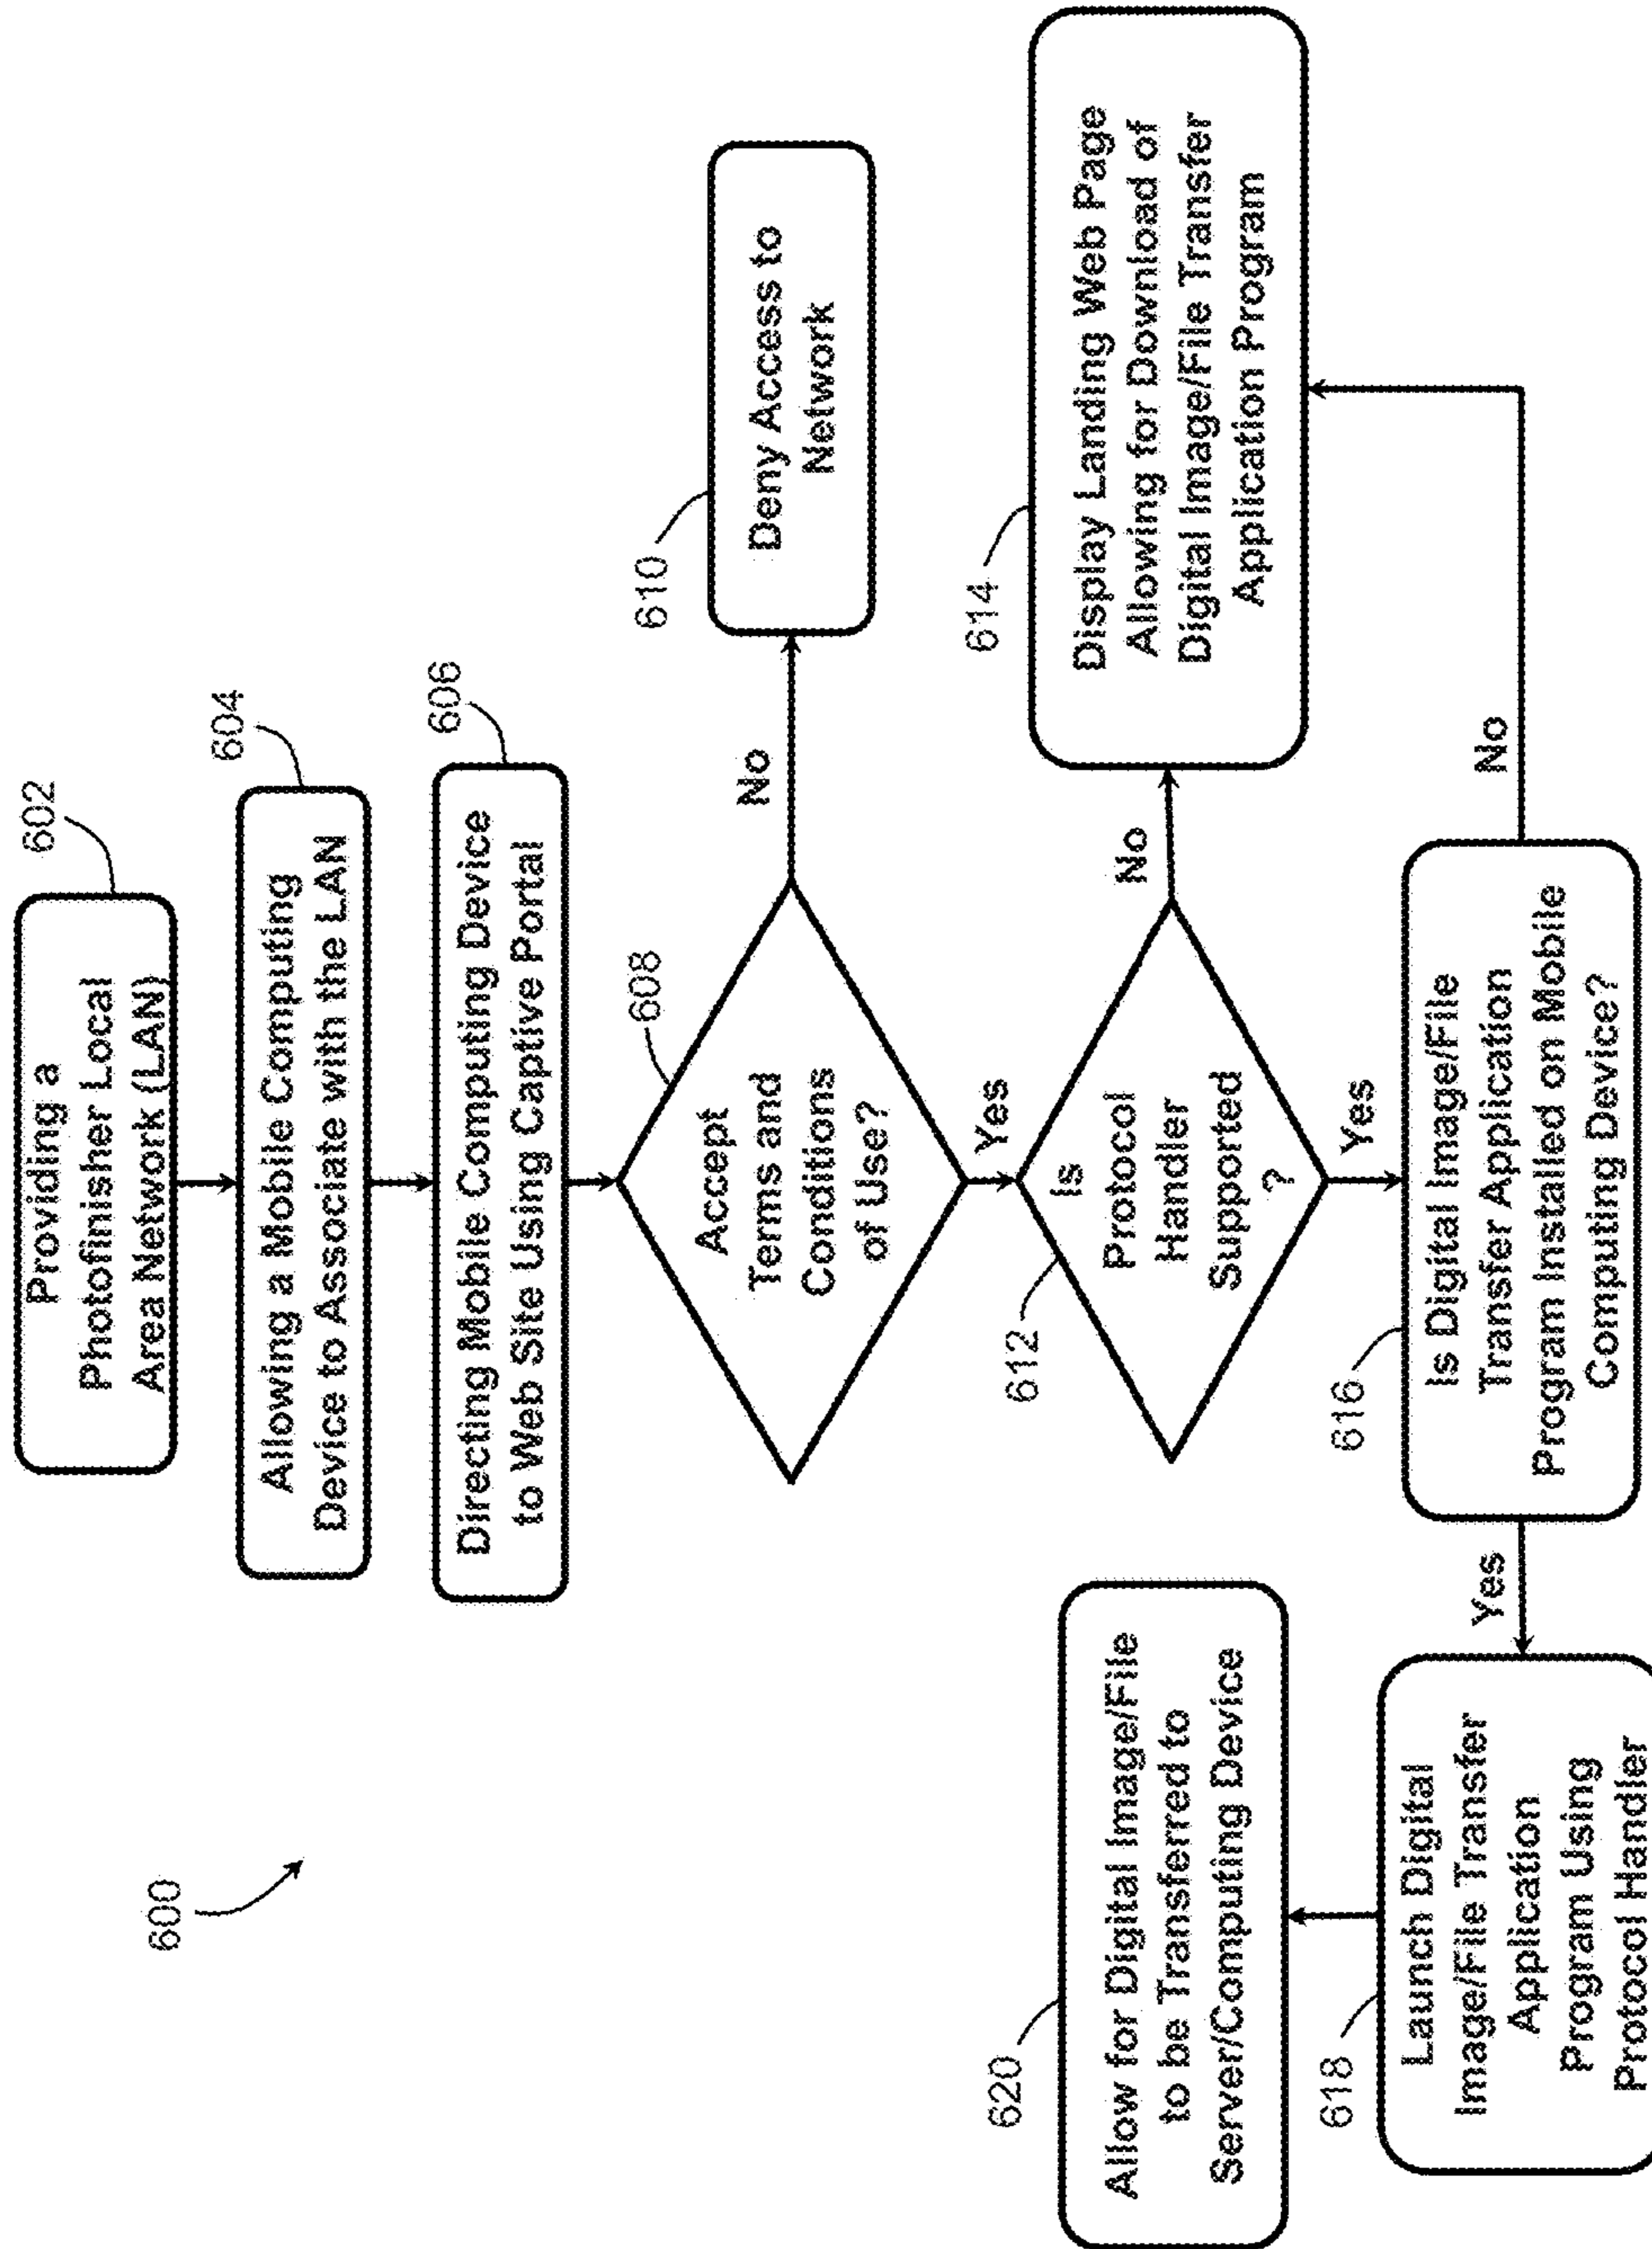 600
602
Providing a
Photofinisher Local
Area Network (LAN)
604
Allowing a Mobile Computing
Device to Associate with the LAN
606
Directing Mobile Computing Device
to Web Site Using Captive Portal
608
Accept
Terms and
Conditions
of Use?
No
610
Deny Access to
Network
Yes
612
Is
Protocol
Handler
Supported
?
No
614
Display Landing Web Page
Allowing for Download of
Digital Image/File Transfer
Application Program
Yes
616
Is Digital Image/File
Transfer Application
Program Installed on Mobile
Computing Device?
No
Yes
618
Launch Digital
Image/File Transfer
Application
Program Using
Protocol Handler
620
Allow for Digital Image/File
to be Transferred to
Server/Computing Device